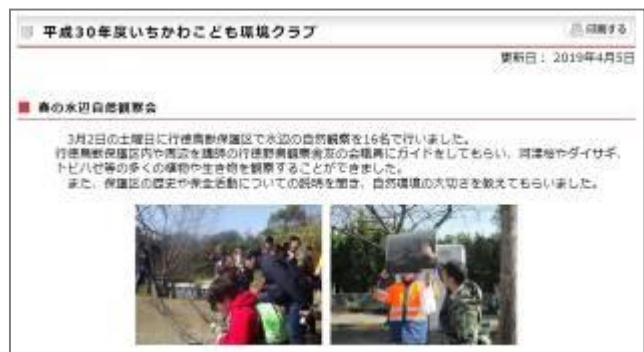 平成30年度いちかわこども環境クラブ
印刷する
更新日： 2019年4月5日
春の水辺自然観察会
3月2日の土曜日に行徳鳥獣保護区で水辺の自然観察を16名で行いました。
行徳鳥獣保護区内や周辺を講師の行徳野鳥観察舎友の会職員にガイドをしてもらい、河津桜やダイサギ、
トビハゼ等の多くの植物や生き物を観察することができました。
また、保護区の歴史や保全活動についての説明を聞き、自然環境の大切さを教えてもらいました。